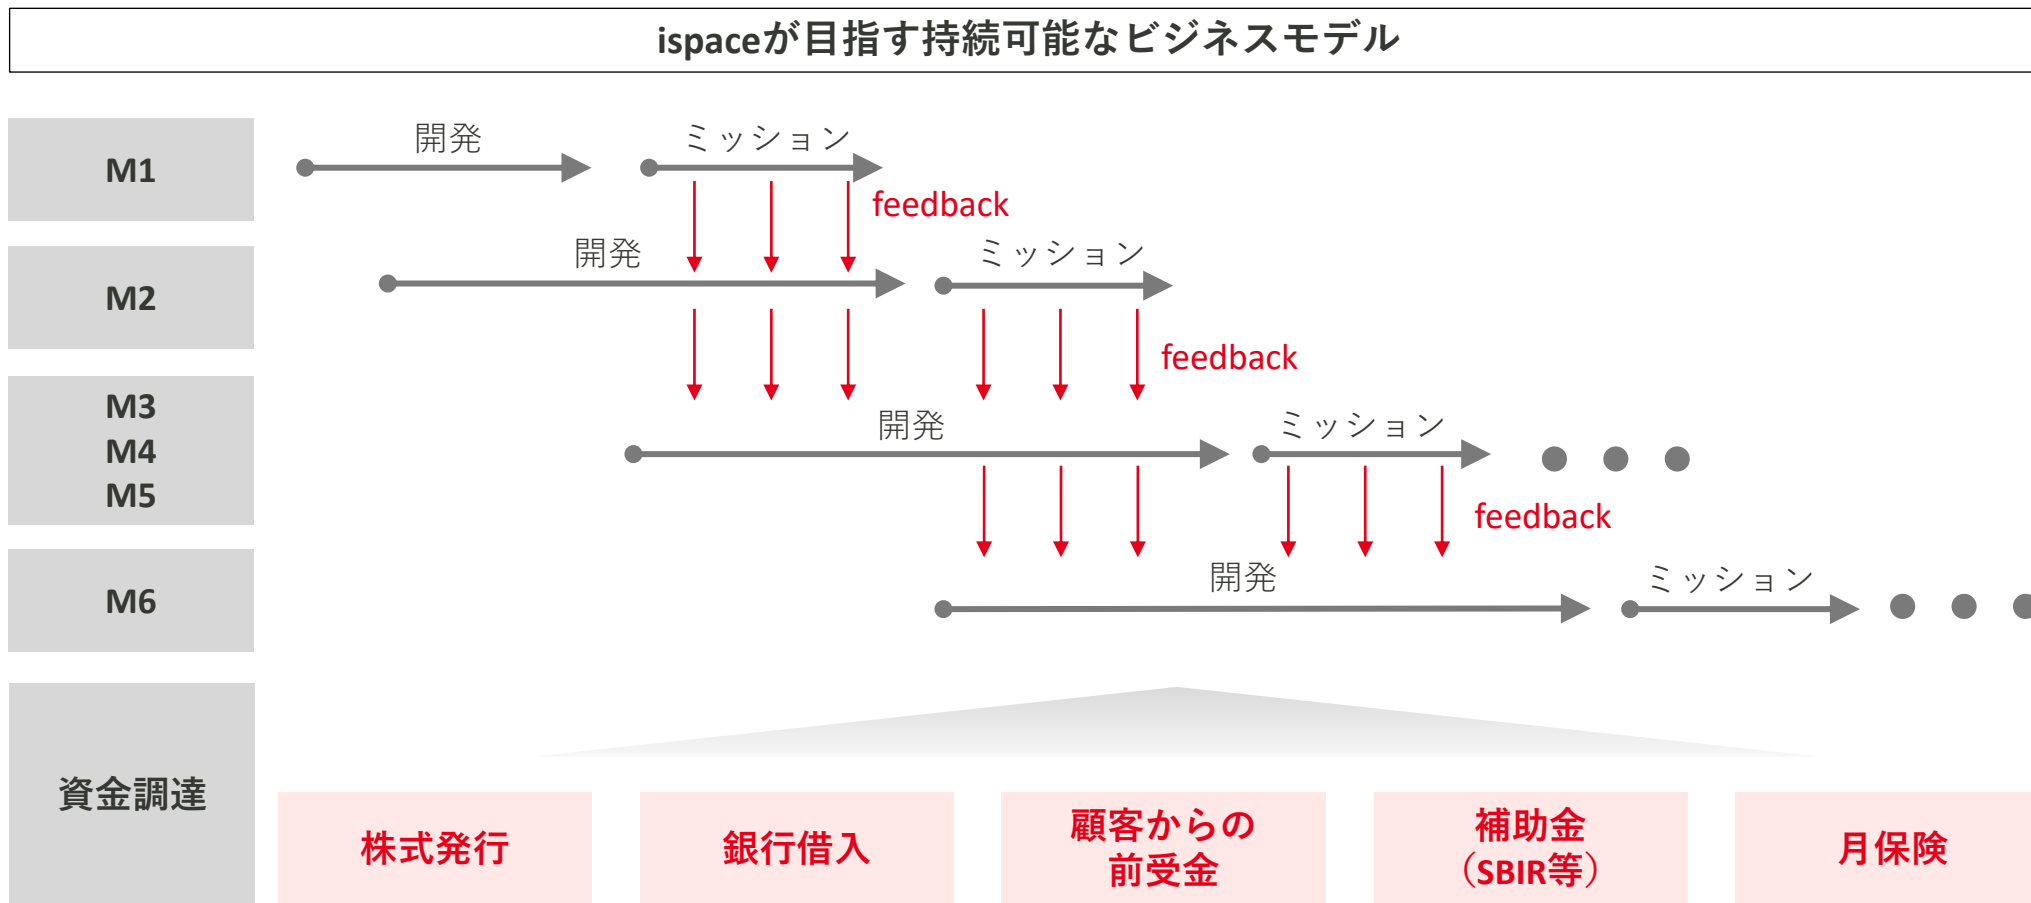 ispaceが目指す持続可能なビジネスモデル
M1
開発
ミッション
feedback
M2
開発
ミッション
feedback
M3
M4
M5
開発
ミッション
feedback
M6
開発
ミッション
資金調達
株式発行
銀行借入
顧客からの
前受金
補助金
（SBIR等）
月保険